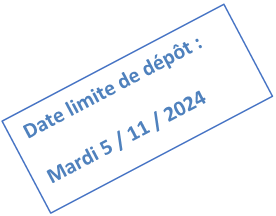 Date limite de dépôt :
Mardi 5 / 11 / 2024